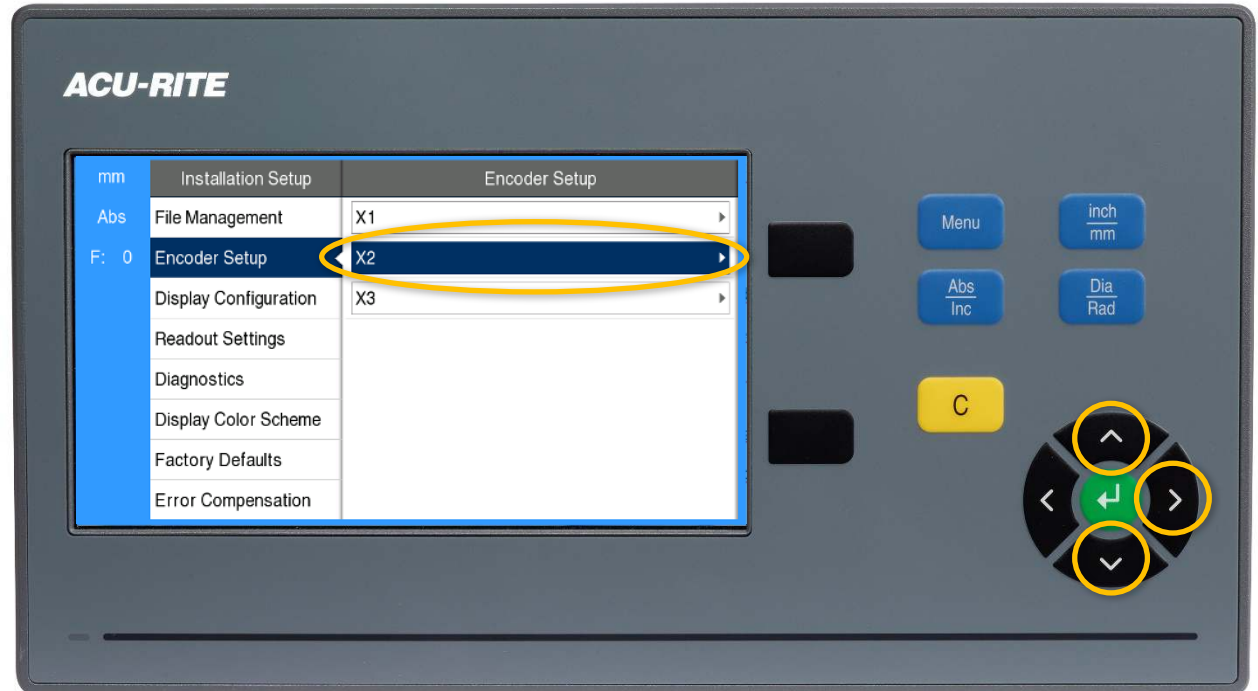 ACU-RITE
mm
Installation Setup
Encoder Setup
Abs
File Management
X1
F: 0
Encoder Setup
X2
Display Configuration
X3
Readout Settings
Diagnostics
Display Color Scheme
Factory Defaults
Error Compensation
Menu
inch
mm
Abs
Inc
Dia
Rad
C